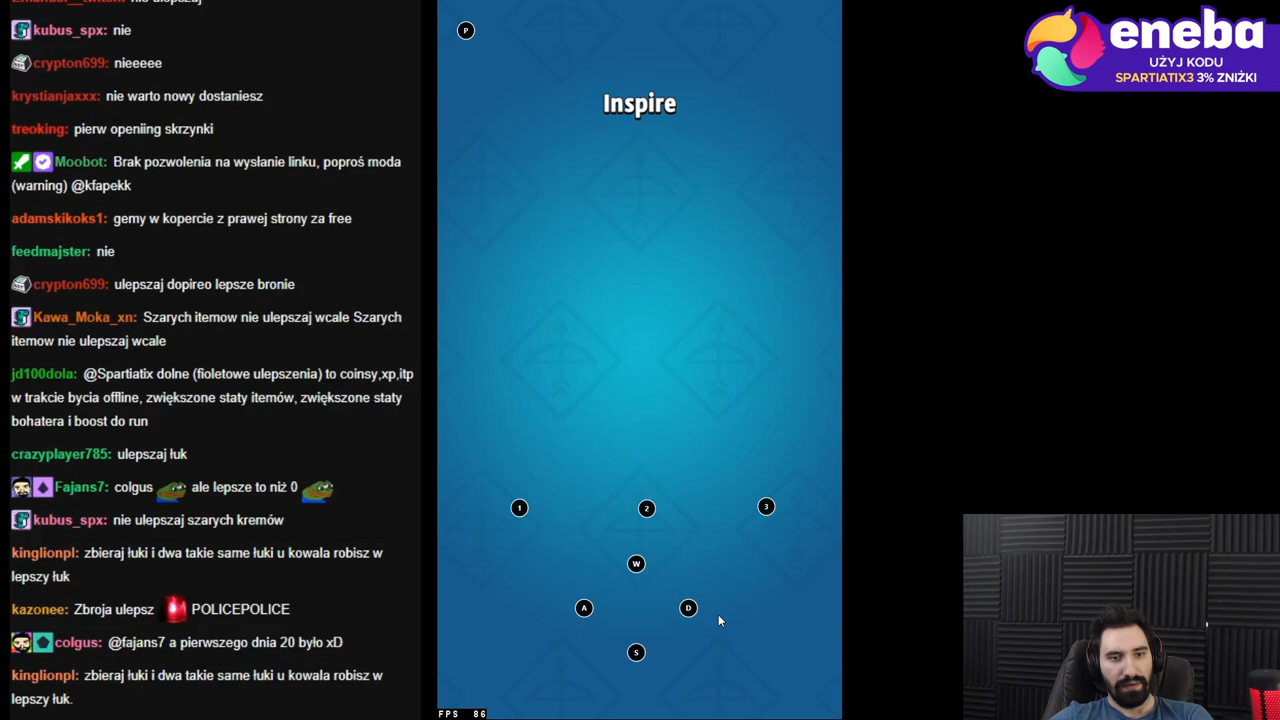 kubus_spx: nie
crypton699: nieeeee
krystianjaxxx: nie warto nowy dostaniesz
treoking: pierw openiing skrzynki
Moobot: Brak pozwolenia na wysłanie linku, poproś moda
(warning) @kfapekk
adamskikoks1: gemy w kopercie z prawej strony za free
feedmajster: nie
crypton699: ulepszaj dopireo lepsze bronie
Kawa_Moka_xn: Szarych itemow nie ulepszaj wcale Szarych
itemow nie ulepszaj wcale
jd100dola: @Spartiatix dolne (fioletowe ulepszenia) to coinsy,xp,itp
w trakcie bycia offline, zwiększone staty itemów, zwiększone staty
bohatera i boost do run
crazyplayer785: ulepszaj łuk
Fajans7: colgus ale lepsze to niż 0
kubus_spx: nie ulepszaj szarych kremów
kinglionpl: zbieraj łuki i dwa takie same łuki u kowala robisz w
lepszy łuk
kazonee: Zbroja ulepsz POLICEPOLICE
colgus: @fajans7 a pierwszego dnia 20 było xD
kinglionpl: zbieraj łuki i dwa takie same łuki u kowala robisz w
lepszy łuk.
P
Inspire
1 2 3
W
A D
S
FPS 86
eneba
UŻYJ KODU
SPARTIATIX3 3% ZNIŻKI